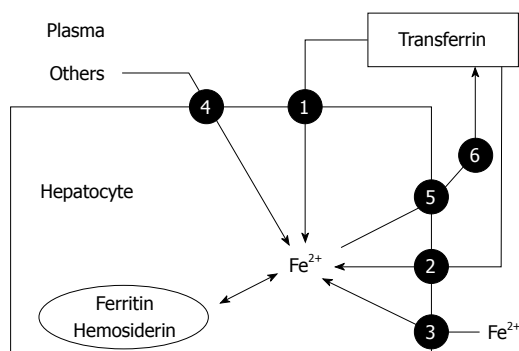 Plasma
Transferrin
Others
4
1
6
Hepatocyte
5
Fe²⁺
2
Ferritin
Hemosiderin
3
Fe²⁺